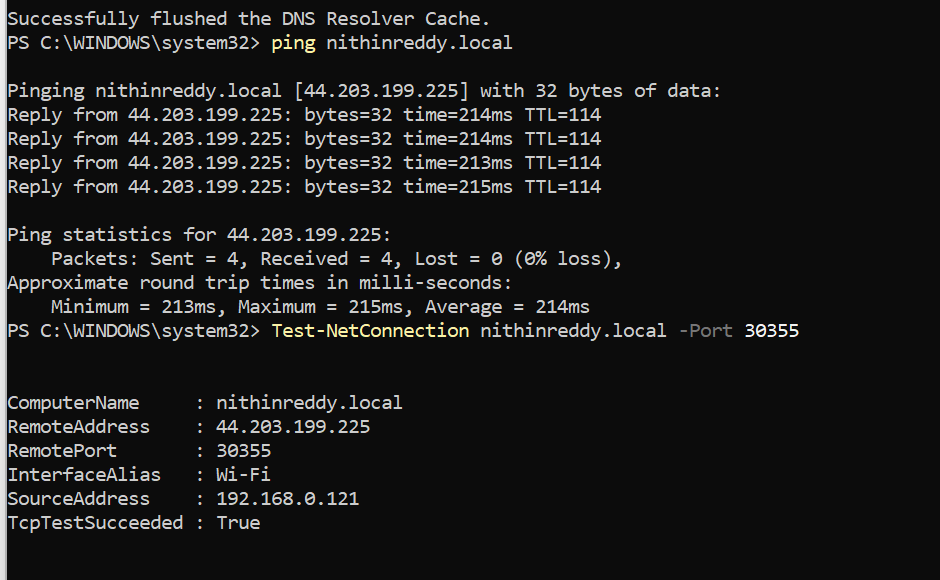 Successfully flushed the DNS Resolver Cache.
PS C:\WINDOWS\system32> ping nithinreddy.local
Pinging nithinreddy.local [44.203.199.225] with 32 bytes of data:
Reply from 44.203.199.225: bytes=32 time=214ms TTL=114
Reply from 44.203.199.225: bytes=32 time=214ms TTL=114
Reply from 44.203.199.225: bytes=32 time=213ms TTL=114
Reply from 44.203.199.225: bytes=32 time=215ms TTL=114
Ping statistics for 44.203.199.225:
    Packets: Sent = 4, Received = 4, Lost = 0 (0% loss),
Approximate round trip times in milli-seconds:
    Minimum = 213ms, Maximum = 215ms, Average = 214ms
PS C:\WINDOWS\system32> Test-NetConnection nithinreddy.local -Port 30355
ComputerName     : nithinreddy.local
RemoteAddress    : 44.203.199.225
RemotePort       : 30355
InterfaceAlias   : Wi-Fi
SourceAddress    : 192.168.0.121
TcpTestSucceeded : True